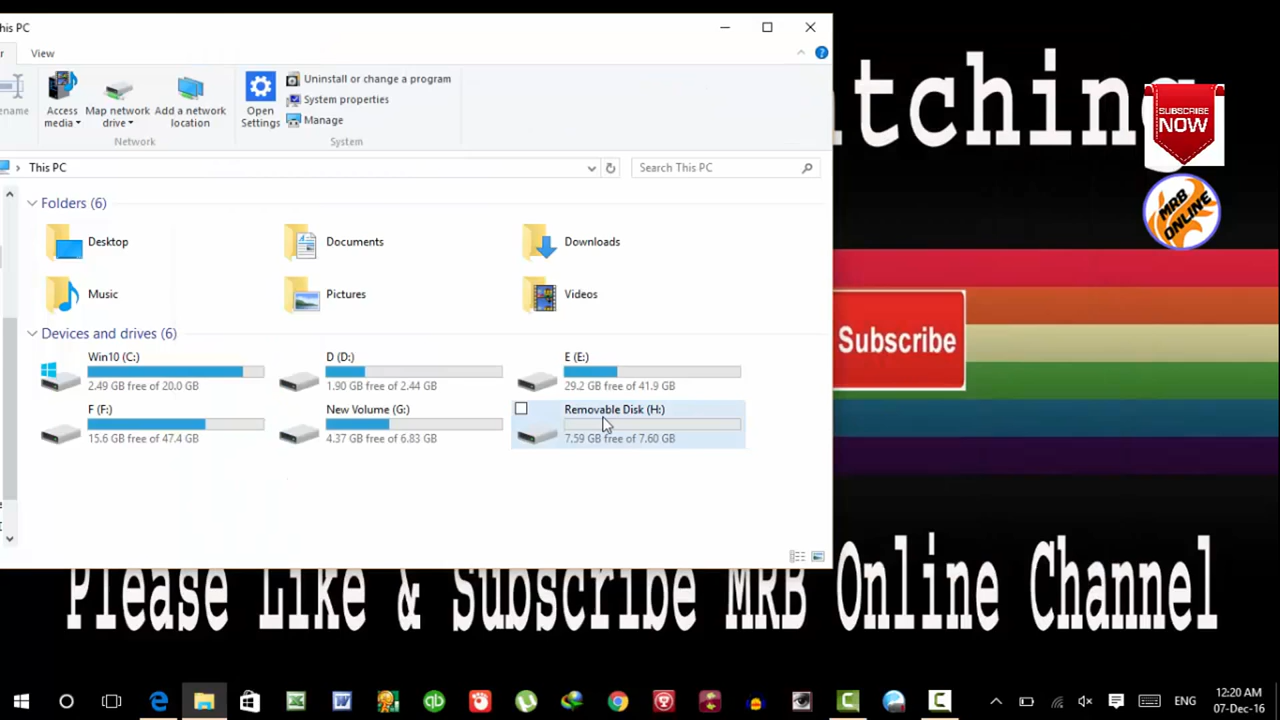 his PC
r
View
ename
Access media
Map network drive
Add a network location
Open Settings
Uninstall or change a program
System properties
Manage
Network
System
This PC
Search This PC
Folders (6)
Desktop
Documents
Downloads
Music
Pictures
Videos
Devices and drives (6)
Win10 (C:)
2.49 GB free of 20.0 GB
D (D:)
1.90 GB free of 2.44 GB
E (E:)
29.2 GB free of 41.9 GB
F (F:)
15.6 GB free of 47.4 GB
New Volume (G:)
4.37 GB free of 6.83 GB
Removable Disk (H:)
7.59 GB free of 7.60 GB
atching
SUBSCRIBE
NOW
MRB
ONLINE
Subscribe
Please Like & Subscribe MRB Online Channel
ENG
12:20 AM
07-Dec-16